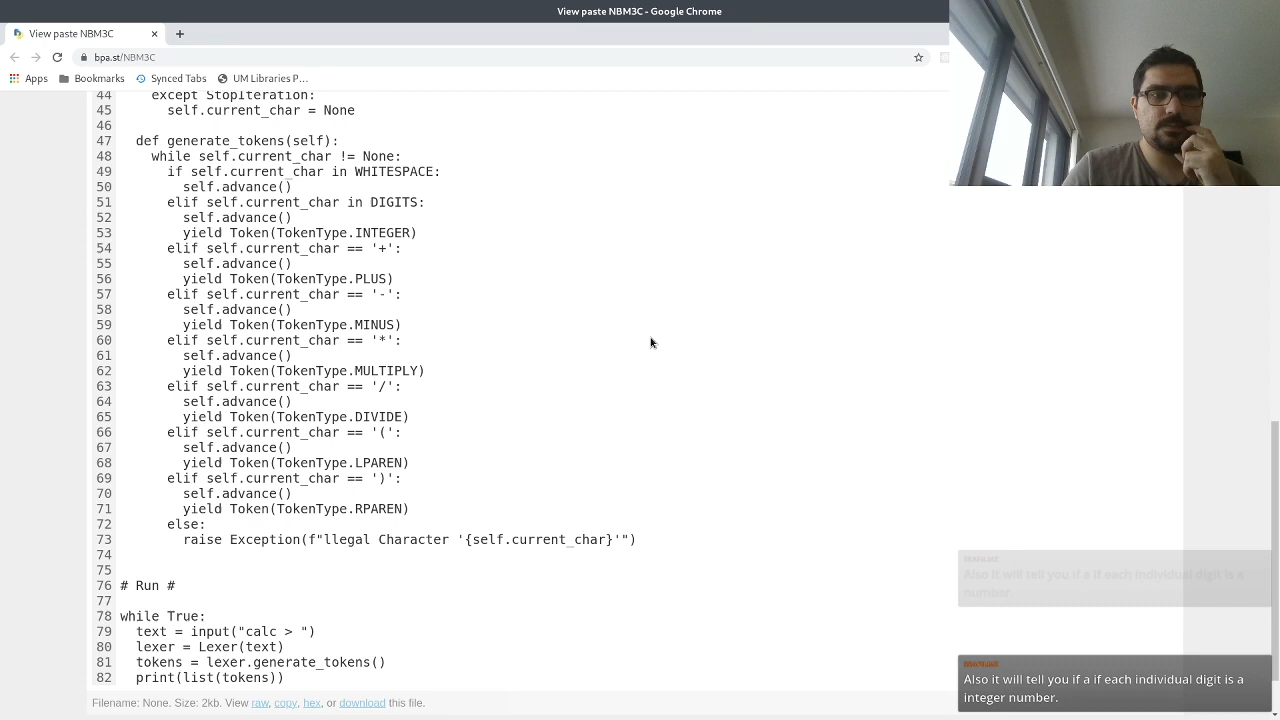 View paste NBM3C - Google Chrome
View paste NBM3C
bpa.st/NBM3C
Apps Bookmarks Synced Tabs UM Libraries P...
44 except StopIteration:
45 self.current_char = None
46
47 def generate_tokens(self):
48 while self.current_char != None:
49 if self.current_char in WHITESPACE:
50 self.advance()
51 elif self.current_char in DIGITS:
52 self.advance()
53 yield Token(TokenType.INTEGER)
54 elif self.current_char == '+':
55 self.advance()
56 yield Token(TokenType.PLUS)
57 elif self.current_char == '-':
58 self.advance()
59 yield Token(TokenType.MINUS)
60 elif self.current_char == '*':
61 self.advance()
62 yield Token(TokenType.MULTIPLY)
63 elif self.current_char == '/':
64 self.advance()
65 yield Token(TokenType.DIVIDE)
66 elif self.current_char == '(':
67 self.advance()
68 yield Token(TokenType.LPAREN)
69 elif self.current_char == ')':
70 self.advance()
71 yield Token(TokenType.RPAREN)
72 else:
73 raise Exception(f"llegal Character '{self.current_char}'")
74
75
76 # Run #
77
78 while True:
79 text = input("calc > ")
80 lexer = Lexer(text)
81 tokens = lexer.generate_tokens()
82 print(list(tokens))
Filename: None. Size: 2kb. View raw, copy, hex, or download this file.
Also it will tell you if a if each individual digit is a
number.
Also it will tell you if a if each individual digit is a
integer number.